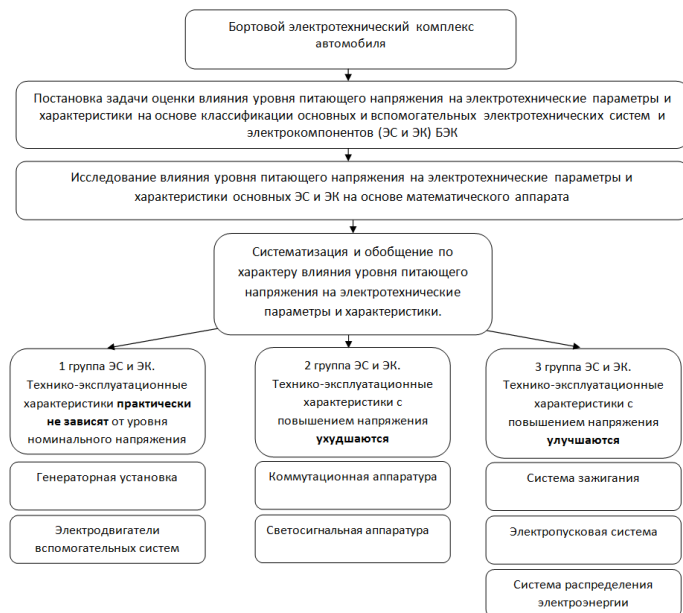 Бортовой электротехнический комплекс
автомобиля
Постановка задачи оценки влияния уровня питающего напряжения на электротехнические параметры и
характеристики на основе классификации основных и вспомогательных электротехнических систем и
электрокомпонентов (ЭС и ЭК) БЭК
Исследование влияния уровня питающего напряжения на электротехнические параметры и
характеристики основных ЭС и ЭК на основе математического аппарата
Систематизация и обобщение по
характеру влияния уровня питающего
напряжения на электротехнические
параметры и характеристики.
1 группа ЭС и ЭК.
Технико-эксплуатационные
характеристики практически
не зависят от уровня
номинального напряжения
Генераторная установка
Электродвигатели
вспомогательных систем
2 группа ЭС и ЭК.
Технико-эксплуатационные
характеристики с
повышением напряжения
ухудшаются
Коммутационная аппаратура
Светосигнальная аппаратура
3 группа ЭС и ЭК.
Технико-эксплуатационные
характеристики с
повышением напряжения
улучшаются
Система зажигания
Электропусковая система
Система распределения
электроэнергии